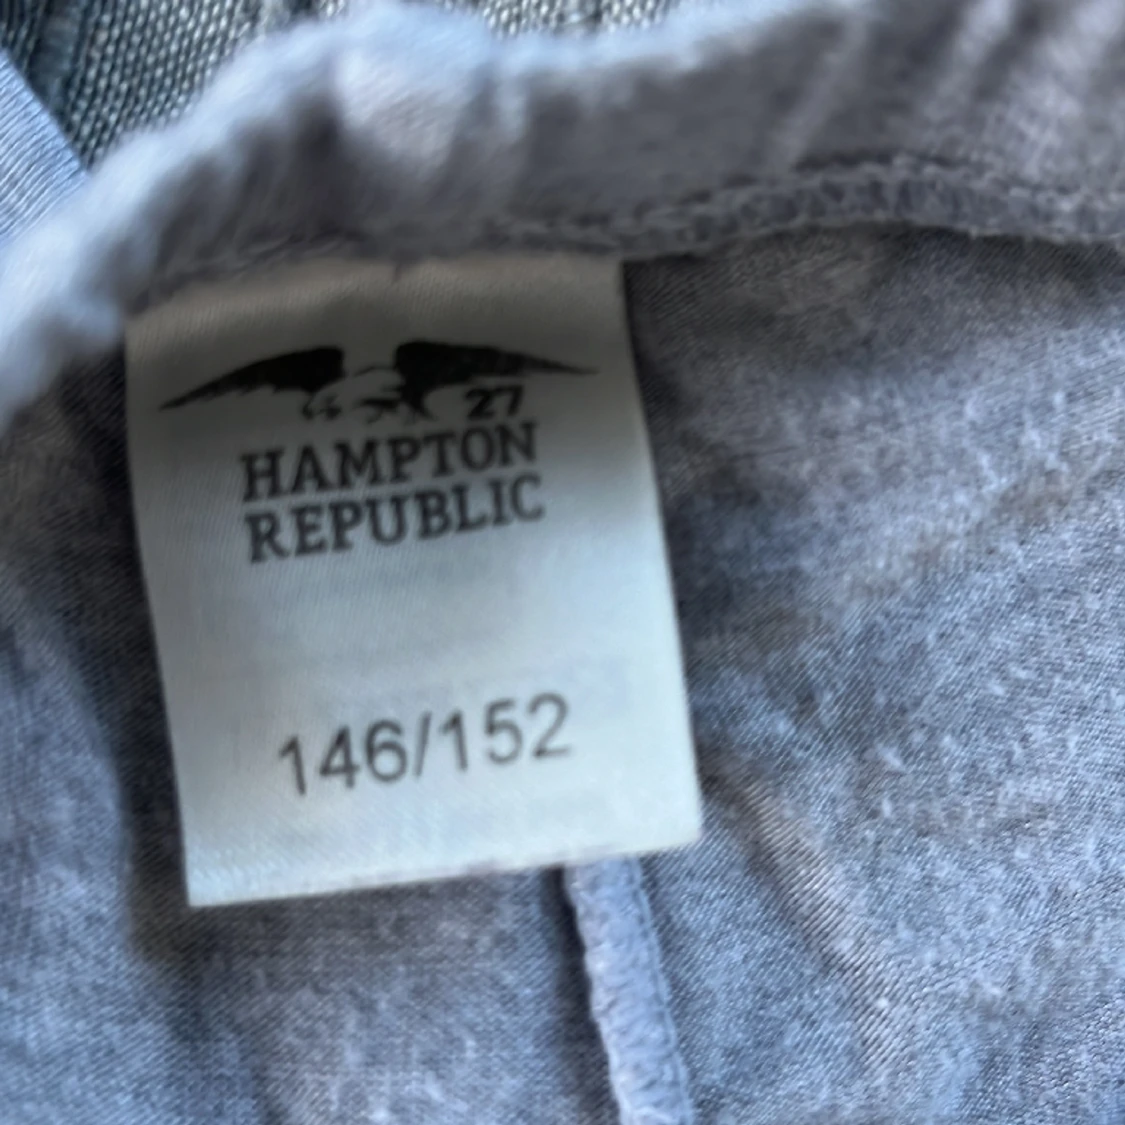 27
HAMPTON
REPUBLIC
146/152